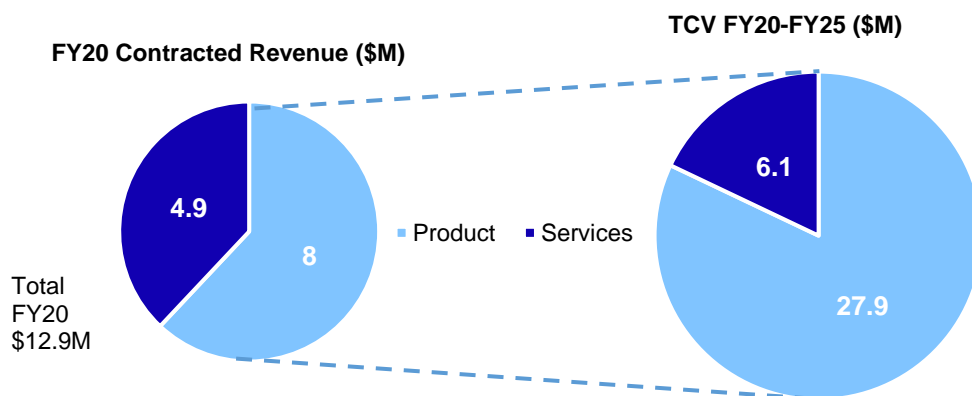 TCV FY20-FY25 ($M)
FY20 Contracted Revenue ($M)
4.9
8
Product
Services
6.1
27.9
Total
FY20
$12.9M